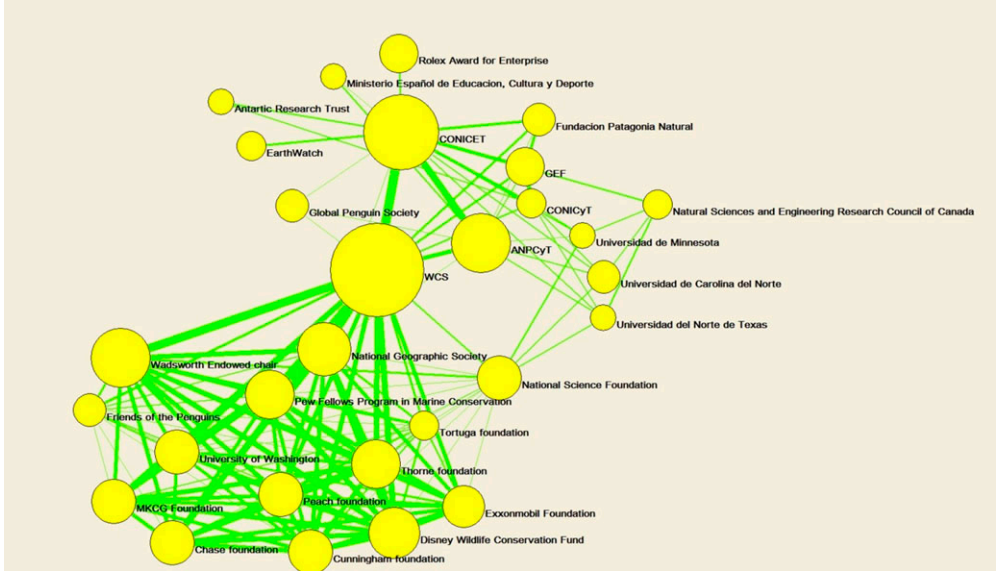 Rolex Award for Enterprise
Ministerio Español de Educacion, Cultura y Deporte
Antartic Research Trust
Fundacion Patagonia Natural
CONICET
EarthWatch
GEF
Global Penguin Society
CONICyT
Natural Sciences and Engineering Research Council of Canada
Universidad de Minnesota
ANPCyT
WCS
Universidad de Carolina del Norte
Universidad del Norte de Texas
National Geographic Society
Wadsworth Endowed chair
National Science Foundation
Pew Fellows Program in Marine Conservation
Friends of the Penguins
Tortuga foundation
University of Washington
Thorne foundation
Peach foundation
MKCG Foundation
Exxonmobil Foundation
Disney Wildlife Conservation Fund
Chase foundation
Cunningham foundation